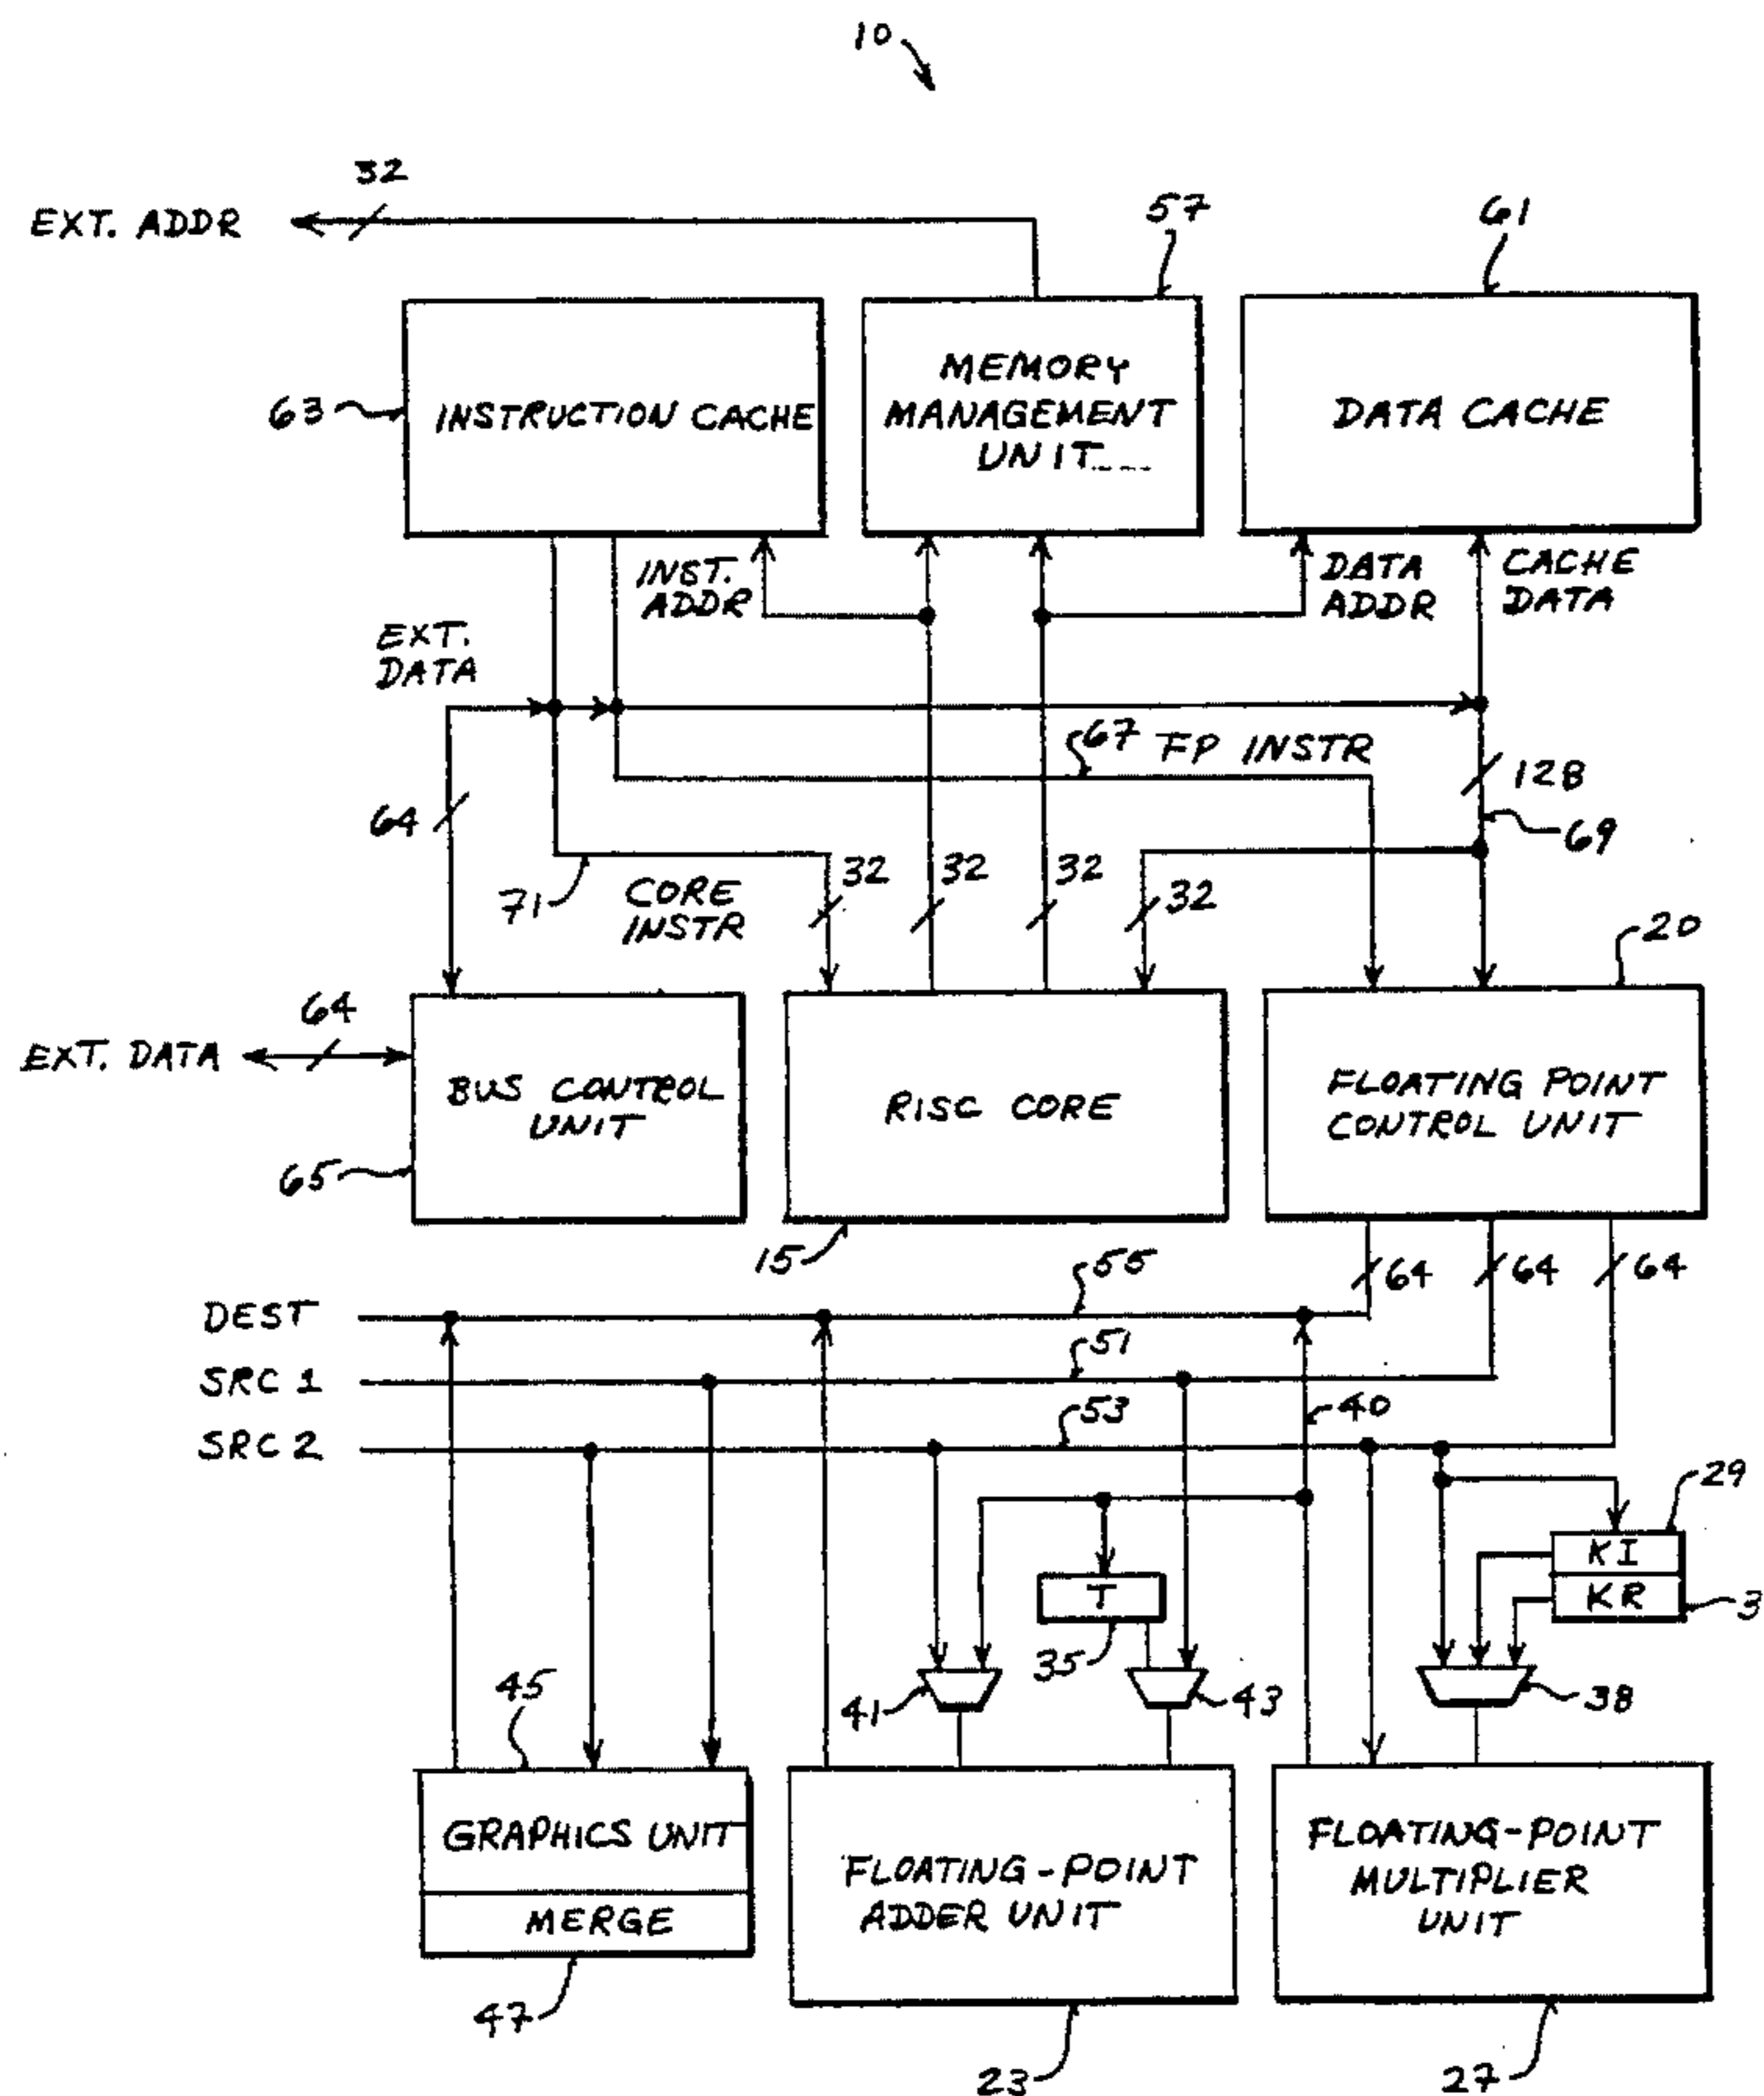 10
32
EXT. ADDR
57
61
63
INSTRUCTION CACHE
MEMORY
MANAGEMENT
UNIT
DATA CACHE
INST.
ADDR
DATA
ADDR
CACHE
DATA
EXT.
DATA
67
FP INSTR
128
64
69
71
CORE
INSTR
32
32
32
32
20
64
EXT. DATA
BUS CONTROL
UNIT
RISC CORE
FLOATING POINT
CONTROL UNIT
65
15
55
64
64
64
DEST
51
SRC 1
53
40
SRC 2
29
KI
KR
3
T
35
45
41
43
38
GRAPHICS UNIT
MERGE
FLOATING-POINT
ADDER UNIT
FLOATING-POINT
MULTIPLIER
UNIT
47
23
27